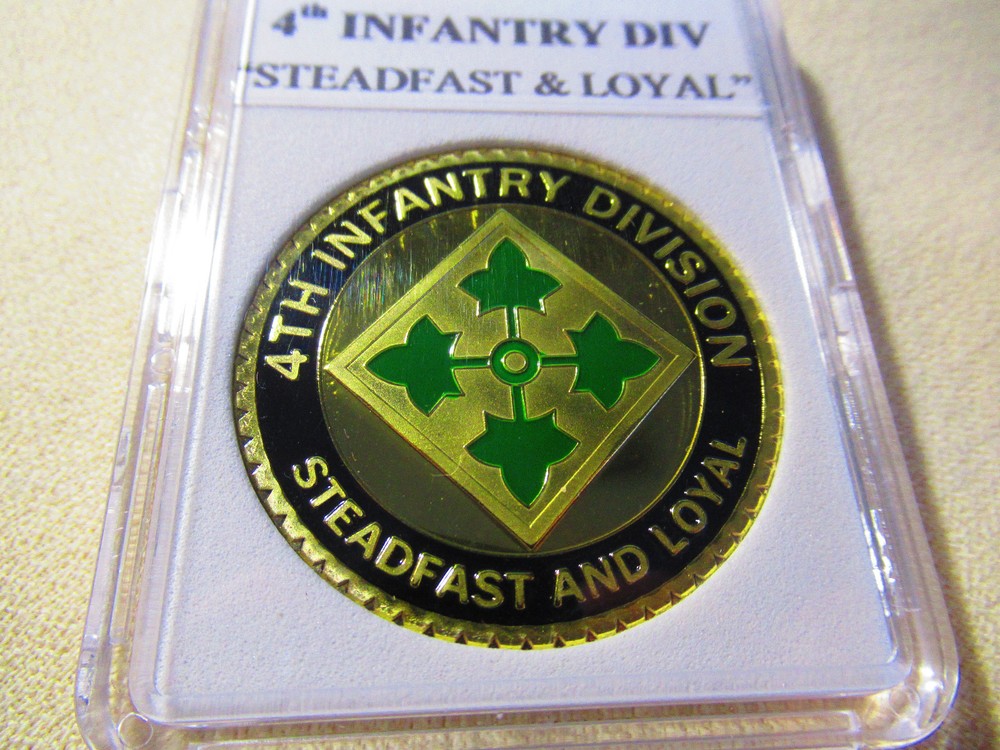 4th INFANTRY DIV
"STEADFAST & LOYAL"
4TH INFANTRY DIVISION
STEADFAST AND LOYAL